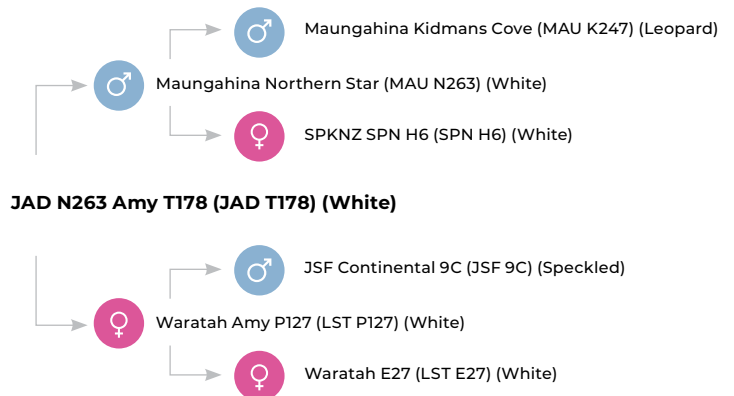 Maungahina Kidmans Cove (MAU K247) (Leopard)
Maungahina Northern Star (MAU N263) (White)
SPKNZ SPN H6 (SPN H6) (White)
JAD N263 Amy T178 (JAD T178) (White)
JSF Continental 9C (JSF 9C) (Speckled)
Waratah Amy P127 (LST P127) (White)
Waratah E27 (LST E27) (White)